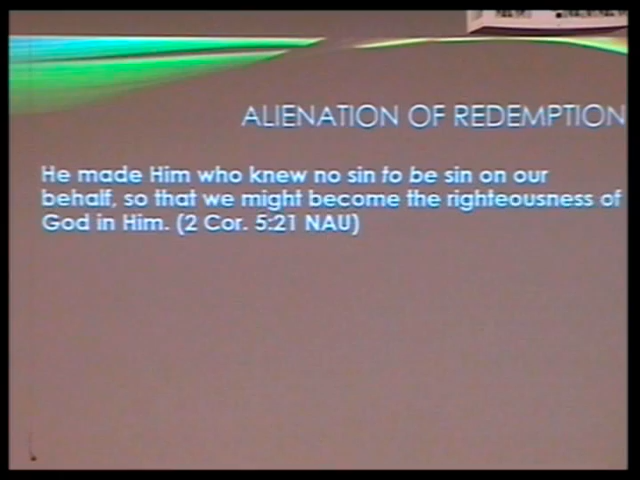 ALIENATION OF REDEMPTION
He made Him who knew no sin to be sin on our
behalf, so that we might become the righteousness of
God in Him. (2 Cor. 5:21 NAU)